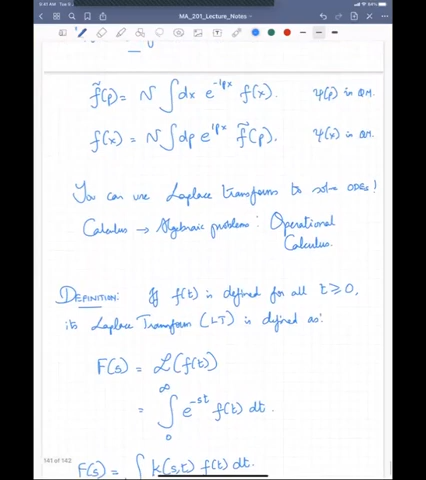 MA_201_Lecture_Notes
f̃(p) = N ∫dx e^{-ipx} f(x). ψ(p) in QM.
f(x) = N ∫dp e^{ipx} f̃(p). ψ(x) in QM.
You can use Laplace transforms to solve ODEs!
Calculus → Algebraic problems: Operational
Calculus.
DEFINITION: If f(t) is defined for all t ≥ 0,
its Laplace Transform (LT) is defined as:
F(s) = ℒ(f(t))
= ∫₀^∞ e^{-st} f(t) dt.
141 of 142
F(s) = ∫ k(s,t) f(t) dt.